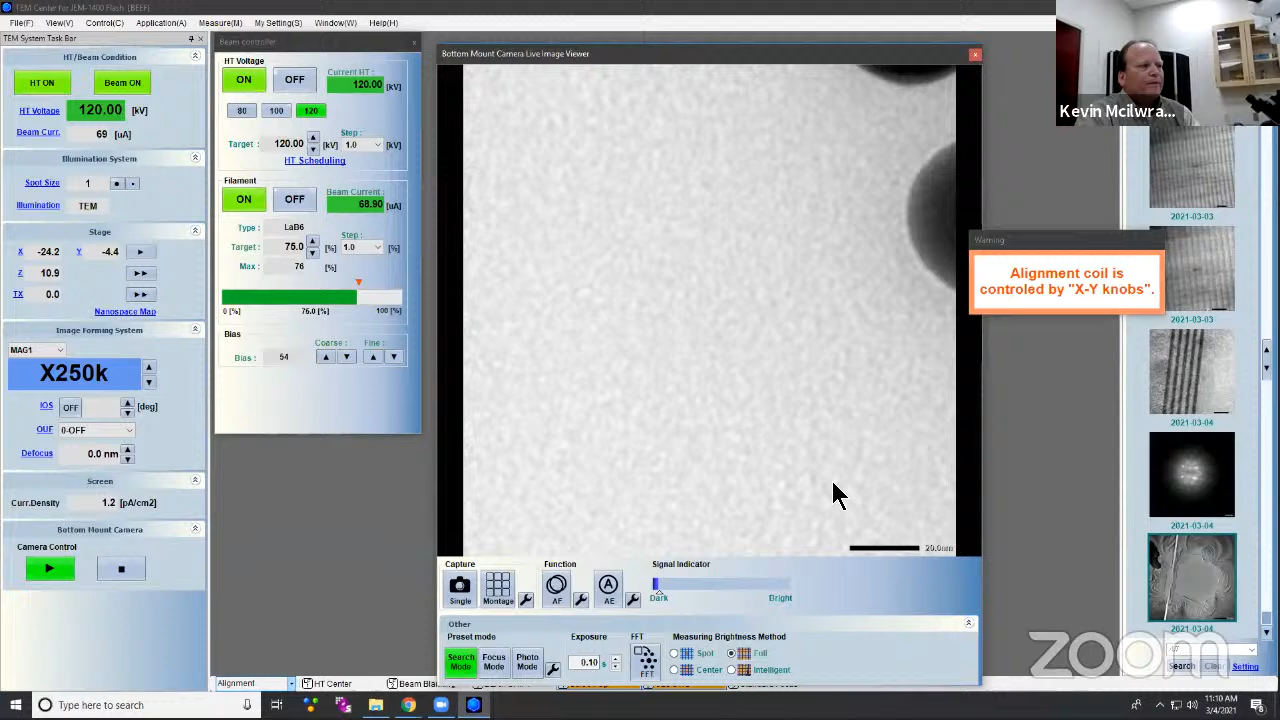 TEM Center for JEM-1400 Flash (BEEF)
File(F) View(V) Database(D) Measure(M) My Setting(S) Window(W) Help(H)
TEM System Task Bar
HT/Beam Condition
HT ON Beam ON
HT Voltage 120.00 [kV]
Beam Curr. 69 [uA]
Illumination System
Spot Size 1
Illumination TEM
Stage
X -24.2 Y -4.4
Z 10.9
TX 0.0
Nanospace Map
Image Forming System
MAG1
X250k
IOS OFF [deg]
OUF 0-OFF
Defocus 0.0 nm
Screen
Curr.Density 1.2 [pA/cm2]
Bottom Mount Camera
Camera Control
Beam controller x
HT Voltage
ON OFF Current HT :
120.00 [kV]
80 100 120
Target : 120.00 [kV] Step : 1.0 [kV]
HT Scheduling
Filament
ON OFF Beam Current :
68.90 [uA]
Type : LaB6 Step :
Target : 75.0 [%] 1.0 [%]
Max : 76 [%]
0 [%] 75.0 [%] 100 [%]
Bias
Coarse : Fine :
Bias : 54
Bottom Mount Camera Live Image Viewer x
20.0nm
Capture Function Signal Indicator
Single Montage AF AE
Dark Bright
Other
Preset mode Exposure FFT Measuring Brightness Method
Search Mode Focus Mode Photo Mode 0.10 s FFT
Spot Full
Center Intelligent
Kevin Mcilwra...
Warning
Alignment coil is
controled by "X-Y knobs".
2021-03-03
2021-03-03
2021-03-04
2021-03-04
2021-03-04
Search Clear Setting
zoom
Alignment HT Center
Type here to search
11:10 AM
3/4/2021